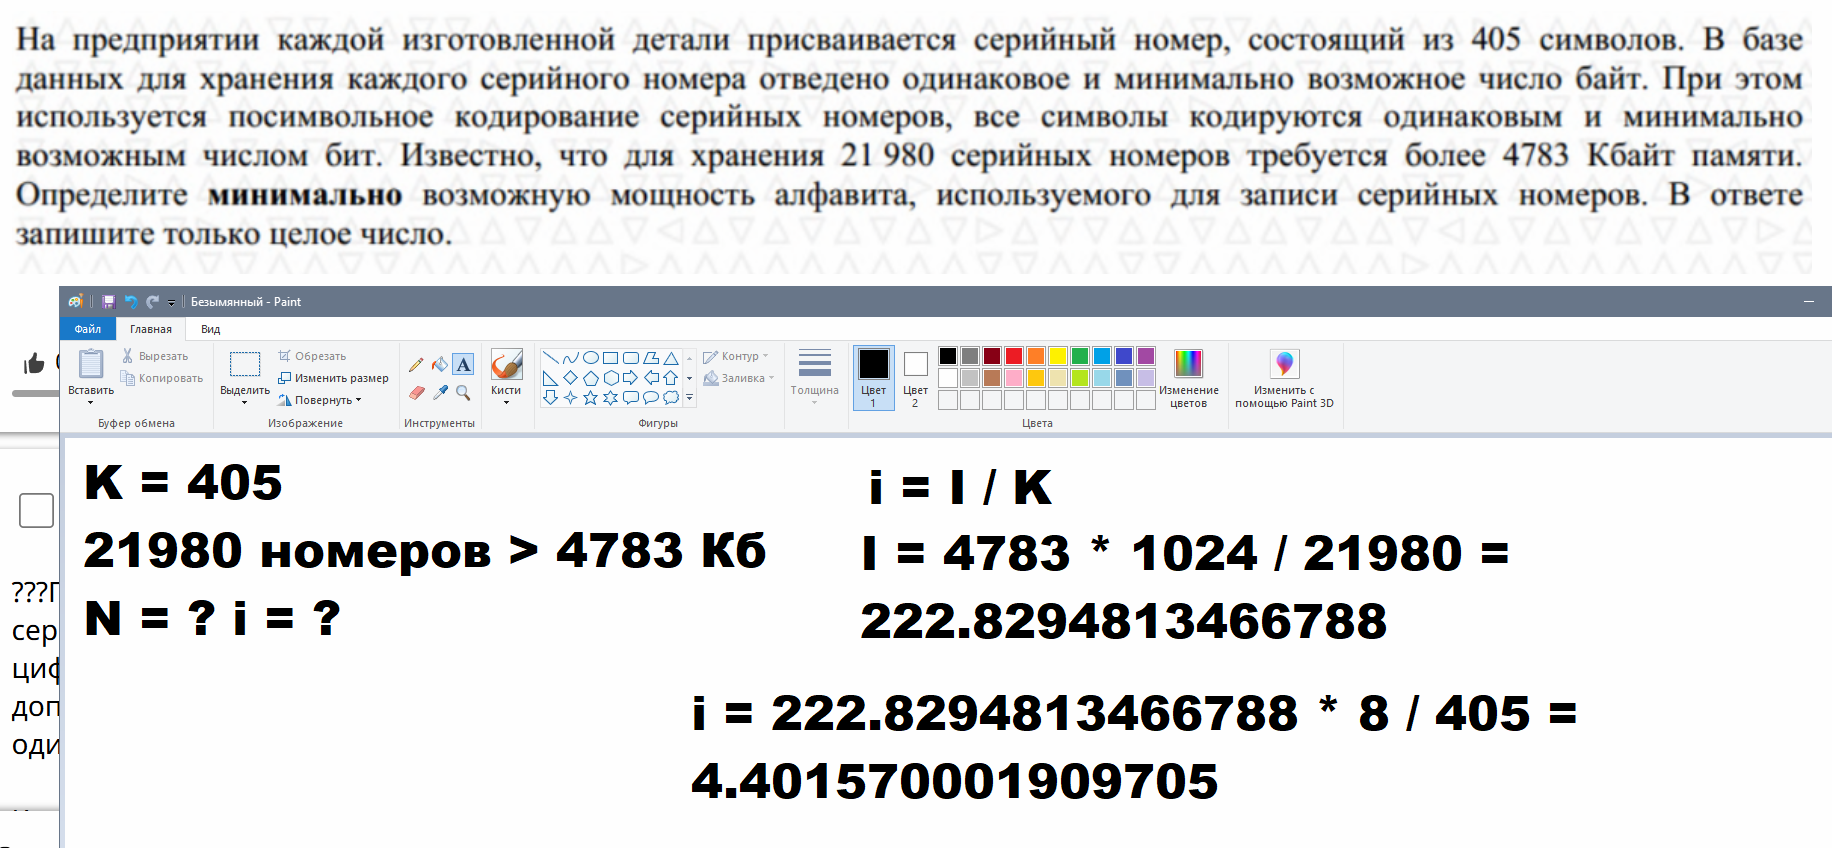 На предприятии каждой изготовленной детали присваивается серийный номер, состоящий из 405 символов. В базе
данных для хранения каждого серийного номера отведено одинаковое и минимально возможное число байт. При этом
используется посимвольное кодирование серийных номеров, все символы кодируются одинаковым и минимально
возможным числом бит. Известно, что для хранения 21 980 серийных номеров требуется более 4783 Кбайт памяти.
Определите минимально возможную мощность алфавита, используемого для записи серийных номеров. В ответе
запишите только целое число.
Безымянный - Paint
Файл Главная Вид
Вставить
Вырезать
Копировать
Буфер обмена
Выделить
Обрезать
Изменить размер
Повернуть
Изображение
A
Инструменты
Кисти
Контур
Заливка
Фигуры
Толщина
Цвет 1
Цвет 2
Изменение цветов
Цвета
Изменить с помощью Paint 3D
K = 405
21980 номеров > 4783 Кб
N = ? i = ?
i = I / K
I = 4783 * 1024 / 21980 =
222.8294813466788
i = 222.8294813466788 * 8 / 405 =
4.401570001909705
???
сер
циф
доп
оди